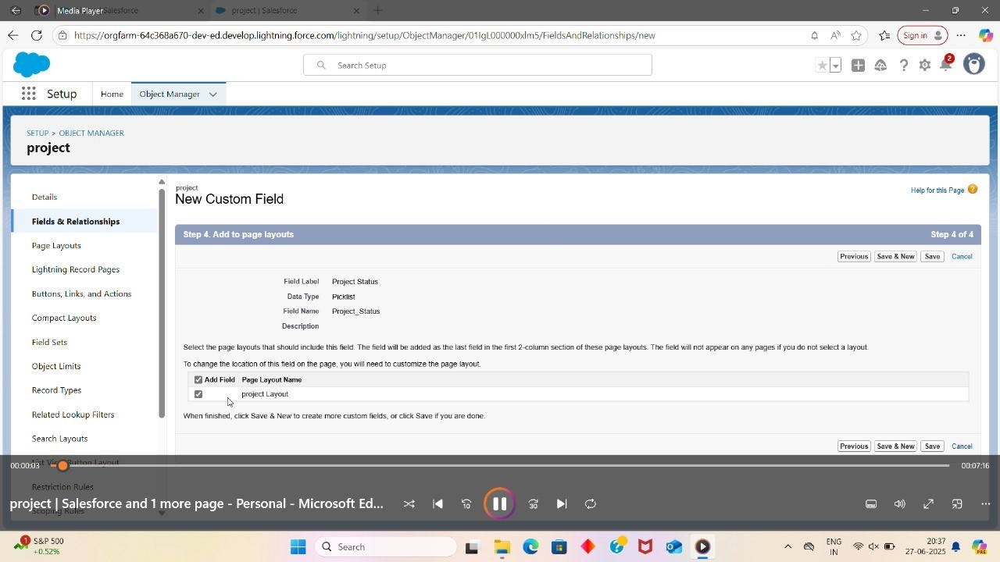 Media Player
Salesforce
project | Salesforce
https://orgfarm-64c368a670-dev-ed.develop.lightning.force.com/lightning/setup/ObjectManager/01IgL000000xlm5/FieldsAndRelationships/new
Sign in
Search Setup
2
Setup
Home
Object Manager
SETUP > OBJECT MANAGER
project
Details
Fields & Relationships
Page Layouts
Lightning Record Pages
Buttons, Links, and Actions
Compact Layouts
Field Sets
Object Limits
Record Types
Related Lookup Filters
Search Layouts
List View Button Layout
Restriction Rules
Scoping Rules
project
New Custom Field
Help for this Page
Step 4. Add to page layouts
Step 4 of 4
Previous Save & New Save Cancel
Field Label Project Status
Data Type Picklist
Field Name Project_Status
Description
Select the page layouts that should include this field. The field will be added as the last field in the first 2-column section of these page layouts. The field will not appear on any pages if you do not select a layout.
To change the location of this field on the page, you will need to customize the page layout.
Add Field Page Layout Name
project Layout
When finished, click Save & New to create more custom fields, or click Save if you are done.
Previous Save & New Save Cancel
00:00:03
00:07:16
project | Salesforce and 1 more page - Personal - Microsoft Ed...
10
30
1
S&P 500
+0.52%
Search
ENG
IN
20:37
27-06-2025
PRE